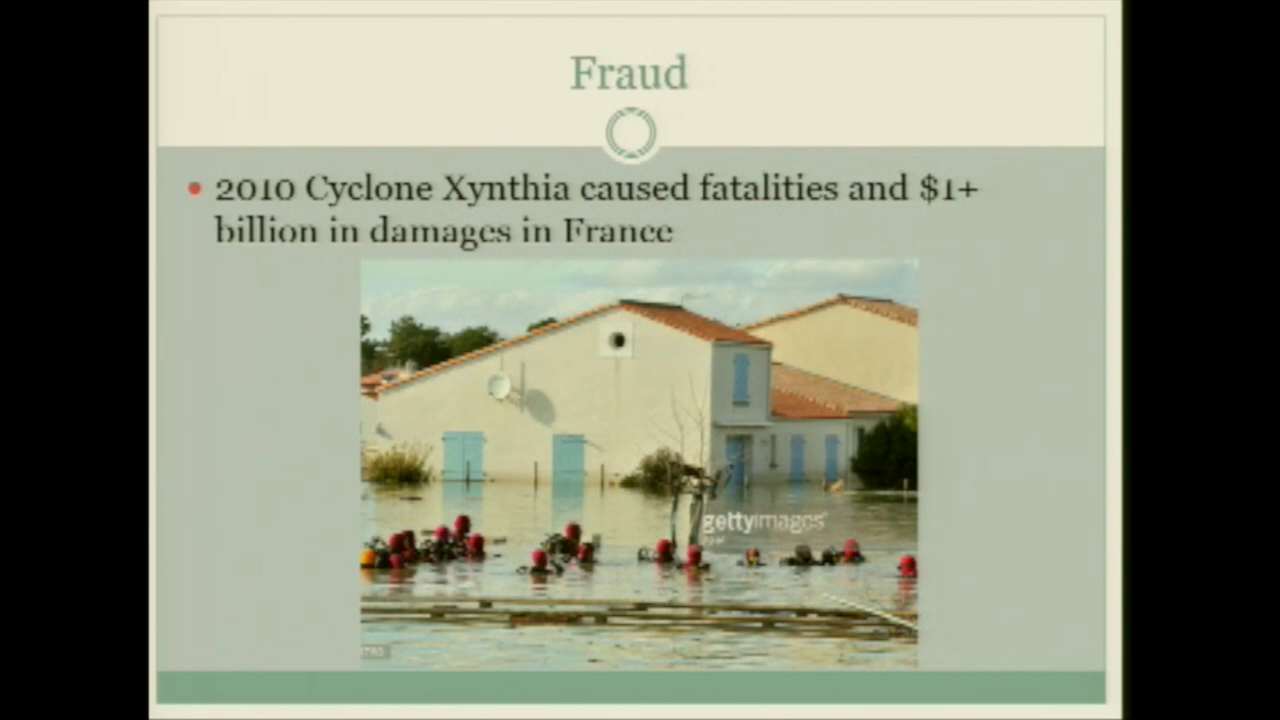 Fraud
2010 Cyclone Xynthia caused fatalities and $1+
billion in damages in France
gettyimages